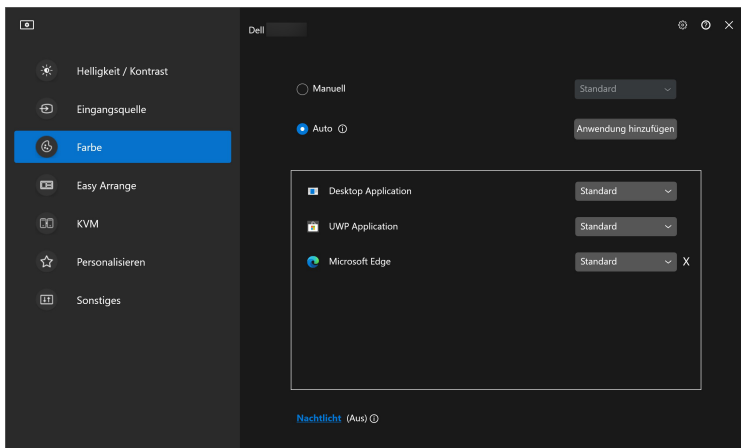 Dell
Helligkeit / Kontrast
Eingangsquelle
Farbe
Easy Arrange
KVM
Personalisieren
Sonstiges
Manuell
Standard
Auto
Anwendung hinzufügen
Desktop Application
Standard
UWP Application
Standard
Microsoft Edge
Standard
X
Nachtlicht (Aus)